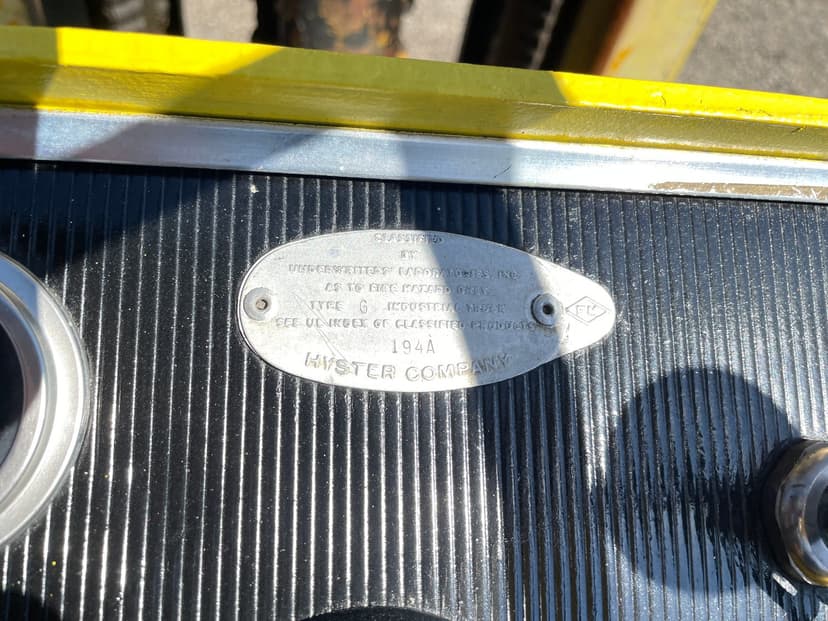 CLASSIFIED
BY
UNDERWRITERS' LABORATORIES, INC.
AS TO FIRE HAZARD ONLY
TYPE G INDUSTRIAL TRUCK
SEE UL INDEX OF CLASSIFIED PRODUCTS
194A
HYSTER COMPANY